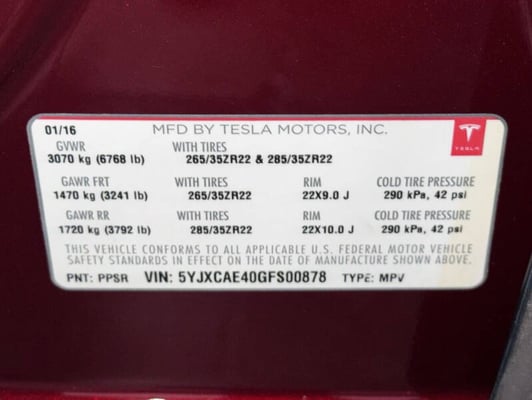 01/16 MFD BY TESLA MOTORS, INC.
GVWR WITH TIRES
3070 kg (6768 lb) 265/35ZR22 & 285/35ZR22
TESLA
GAWR FRT WITH TIRES RIM COLD TIRE PRESSURE
1470 kg (3241 lb) 265/35ZR22 22X9.0 J 290 kPa, 42 psi
GAWR RR WITH TIRES RIM COLD TIRE PRESSURE
1720 kg (3792 lb) 285/35ZR22 22X10.0 J 290 kPa, 42 psi
THIS VEHICLE CONFORMS TO ALL APPLICABLE U.S. FEDERAL MOTOR VEHICLE
SAFETY STANDARDS IN EFFECT ON THE DATE OF MANUFACTURE SHOWN ABOVE.
PNT: PPSR VIN: 5YJXCAE40GFS00878 TYPE: MPV